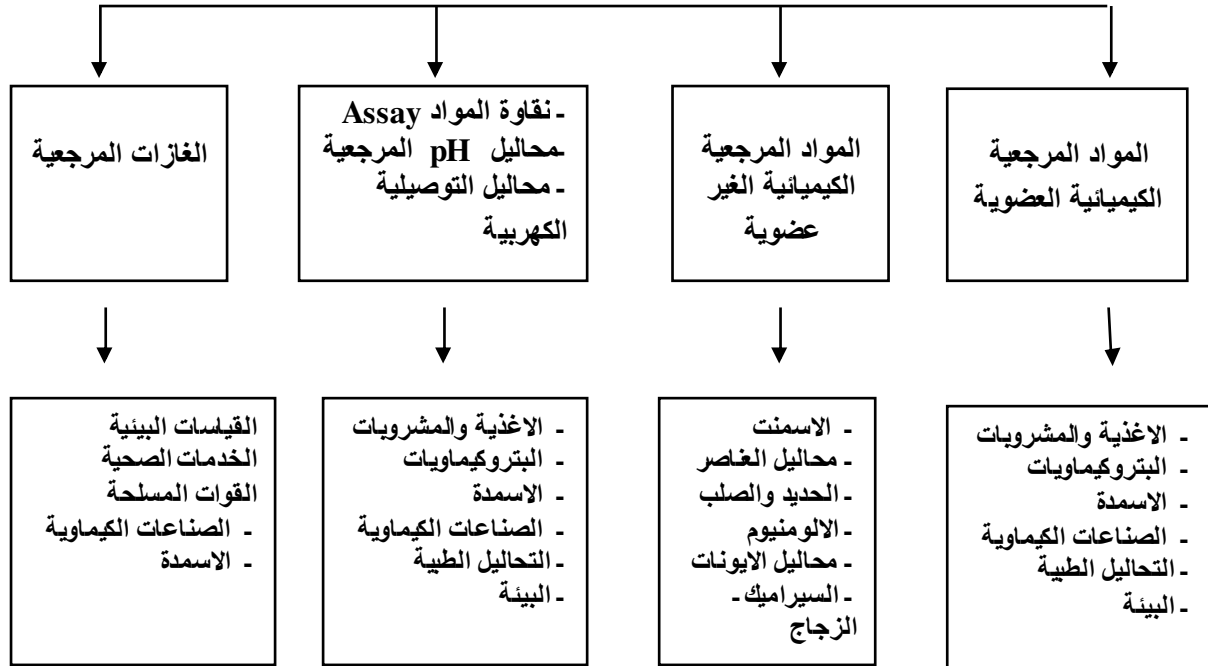 المواد المرجعية
الكيميائية العضوية
المواد المرجعية
الكيميائية الغير
عضوية
- نقاوة المواد Assay
-محاليل pH المرجعية
- محاليل التوصيلية
الكهربية
الغازات المرجعية
- الاغذية والمشروبات
- البتروكيماويات
- الاسمدة
- الصناعات الكيماوية
- التحاليل الطبية
- البيئة
- الاسمنت
- محاليل العناصر
- الحديد والصلب
-الالومنيوم
- محاليل الايونات
- السيراميك-
الزجاج
- الاغذية والمشروبات
- البتروكيماويات
- الاسمدة
- الصناعات الكيماوية
- التحاليل الطبية
- البيئة
القياسات البيئية
الخدمات الصحية
القوات المسلحة
- الصناعات الكيماوية
- الاسمدة